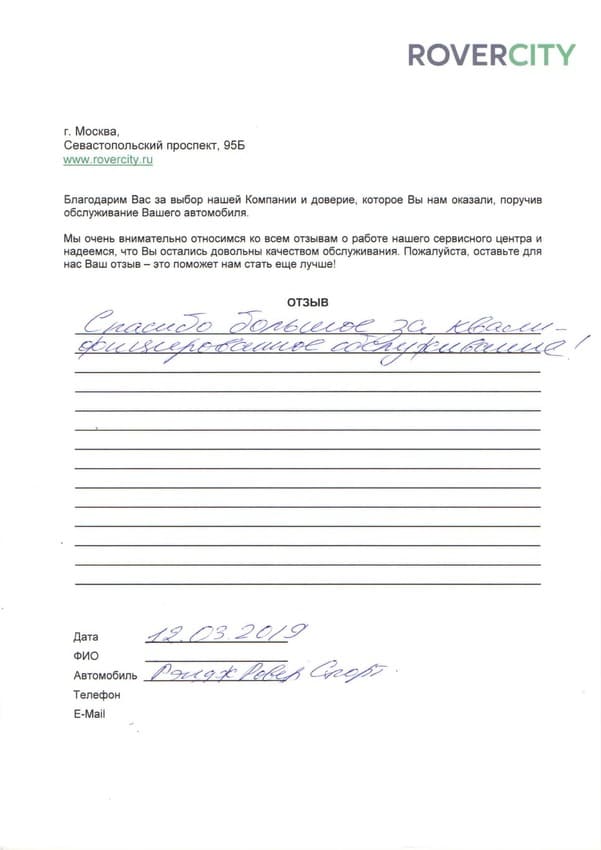 ROVERCITY
г. Москва,
Севастопольский проспект, 95Б
www.rovercity.ru
Благодарим Вас за выбор нашей Компании и доверие, которое Вы нам оказали, поручив
обслуживание Вашего автомобиля.
Мы очень внимательно относимся ко всем отзывам о работе нашего сервисного центра и
надеемся, что Вы остались довольны качеством обслуживания. Пожалуйста, оставьте для
нас Ваш отзыв – это поможет нам стать еще лучше!
ОТЗЫВ
Спасибо большое за квали-
фицированное обслуживание!
Дата 12.03.2019
ФИО
Автомобиль Рэндж Ровер Спорт.
Телефон
E-Mail